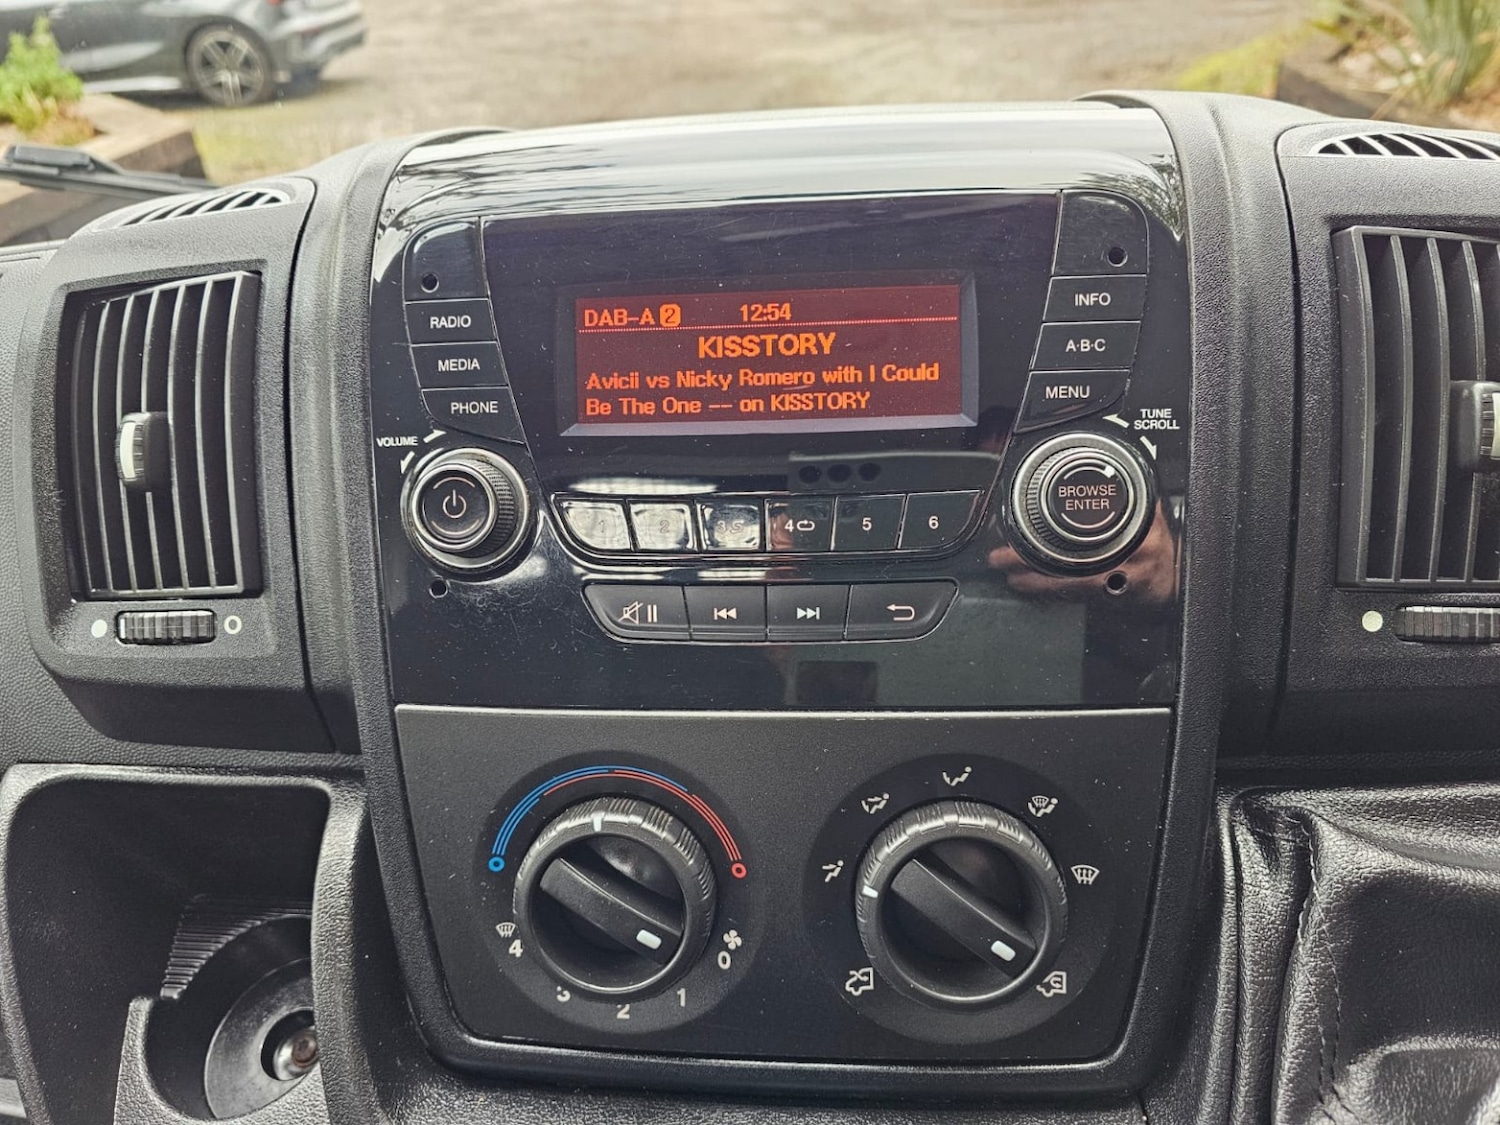 DAB-A 2 12:54
KISSTORY
Avicii vs Nicky Romero with I Could
Be The One -- on KISSTORY
RADIO
MEDIA
PHONE
VOLUME
INFO
A·B·C
MENU
TUNE
SCROLL
BROWSE
ENTER
1 2 3 4 5 6
4 3 2 1 0